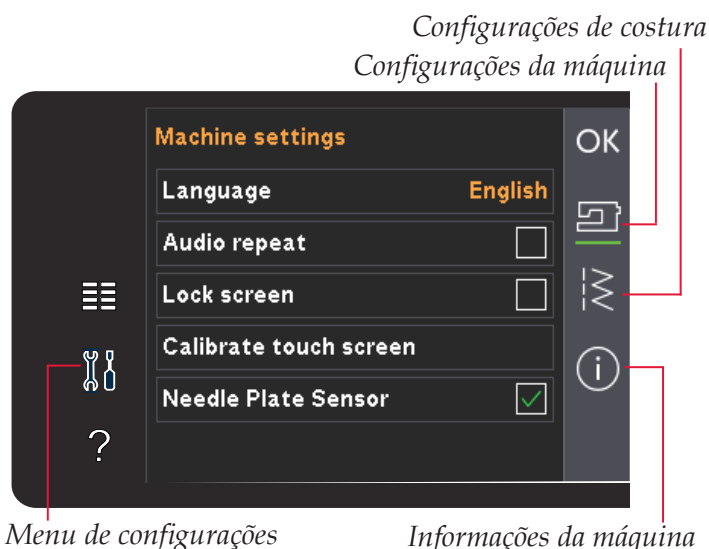 Configurações de costura
Configurações da máquina
Machine settings
OK
Language English
Audio repeat
Lock screen
Calibrate touch screen
Needle Plate Sensor
?
i
Menu de configurações
Informações da máquina